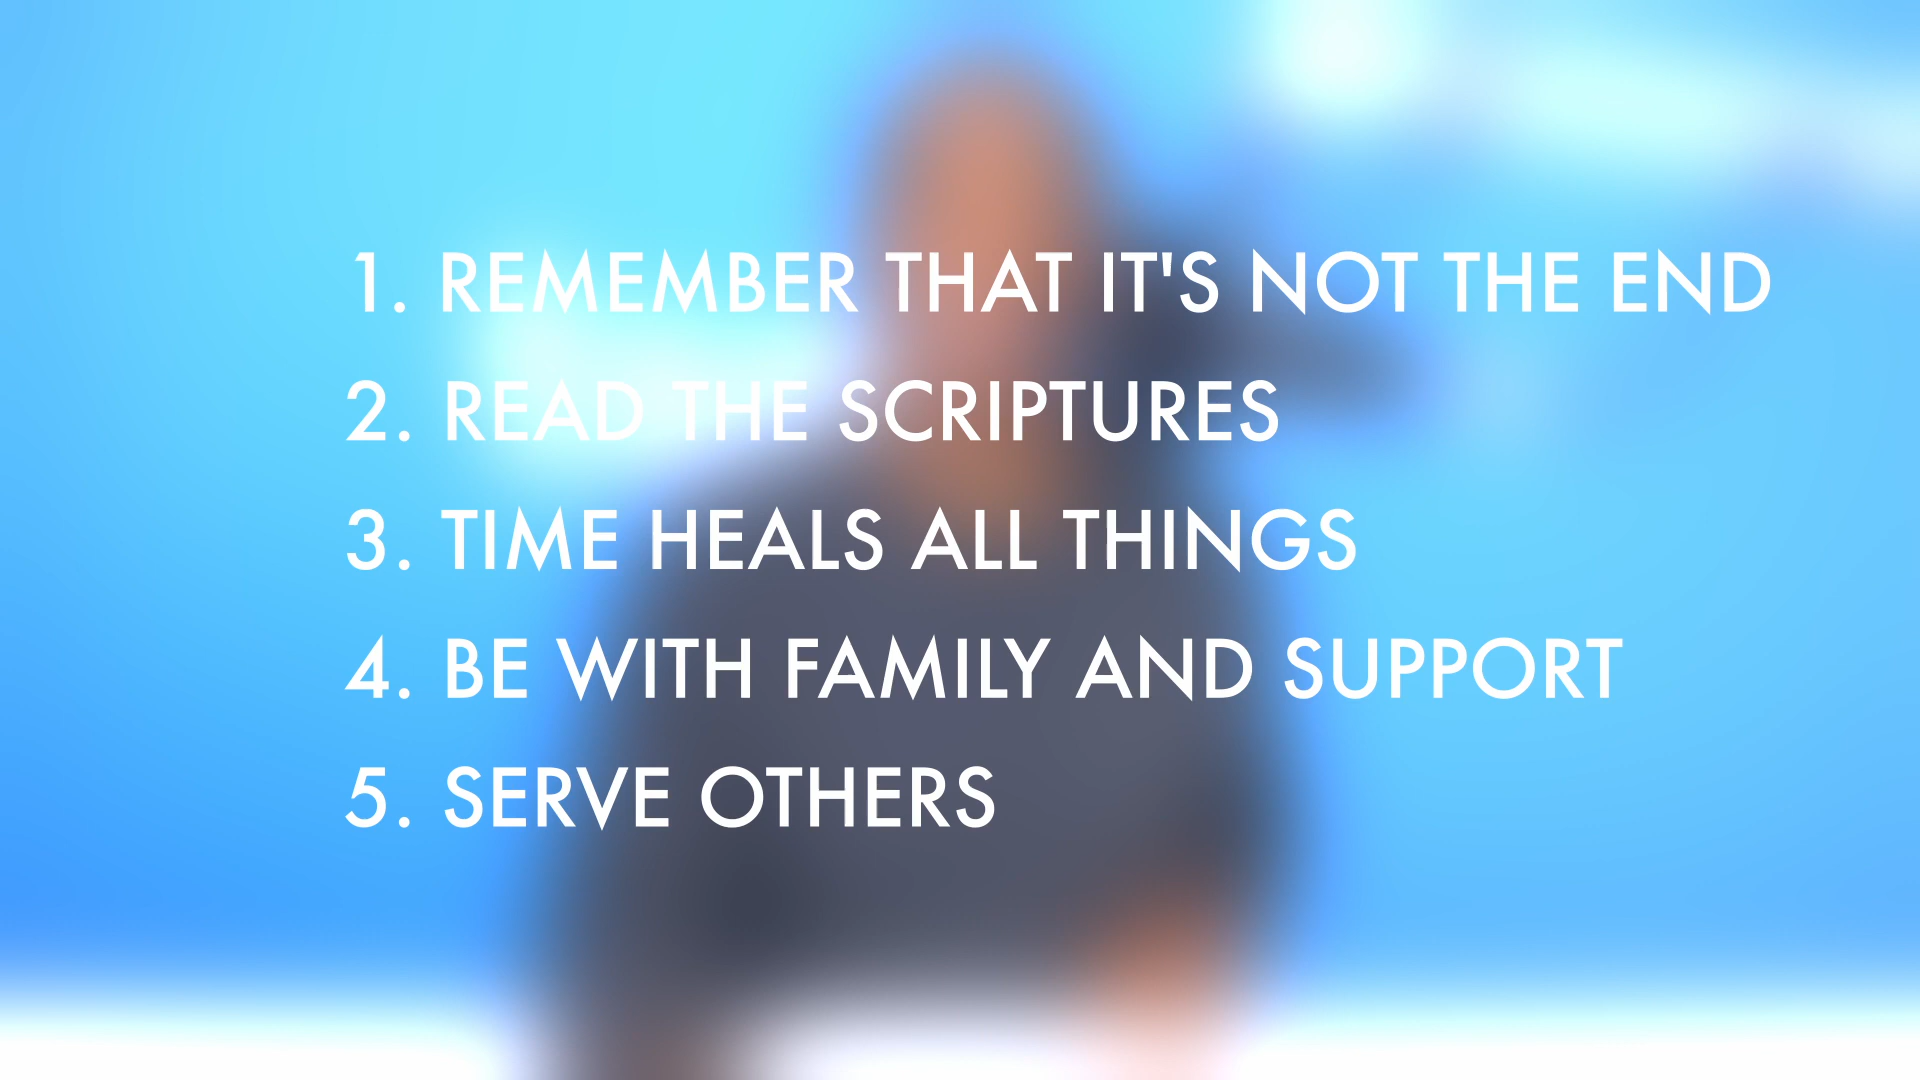 1. REMEMBER THAT IT'S NOT THE END
2. READ THE SCRIPTURES
3. TIME HEALS ALL THINGS
4. BE WITH FAMILY AND SUPPORT
5. SERVE OTHERS